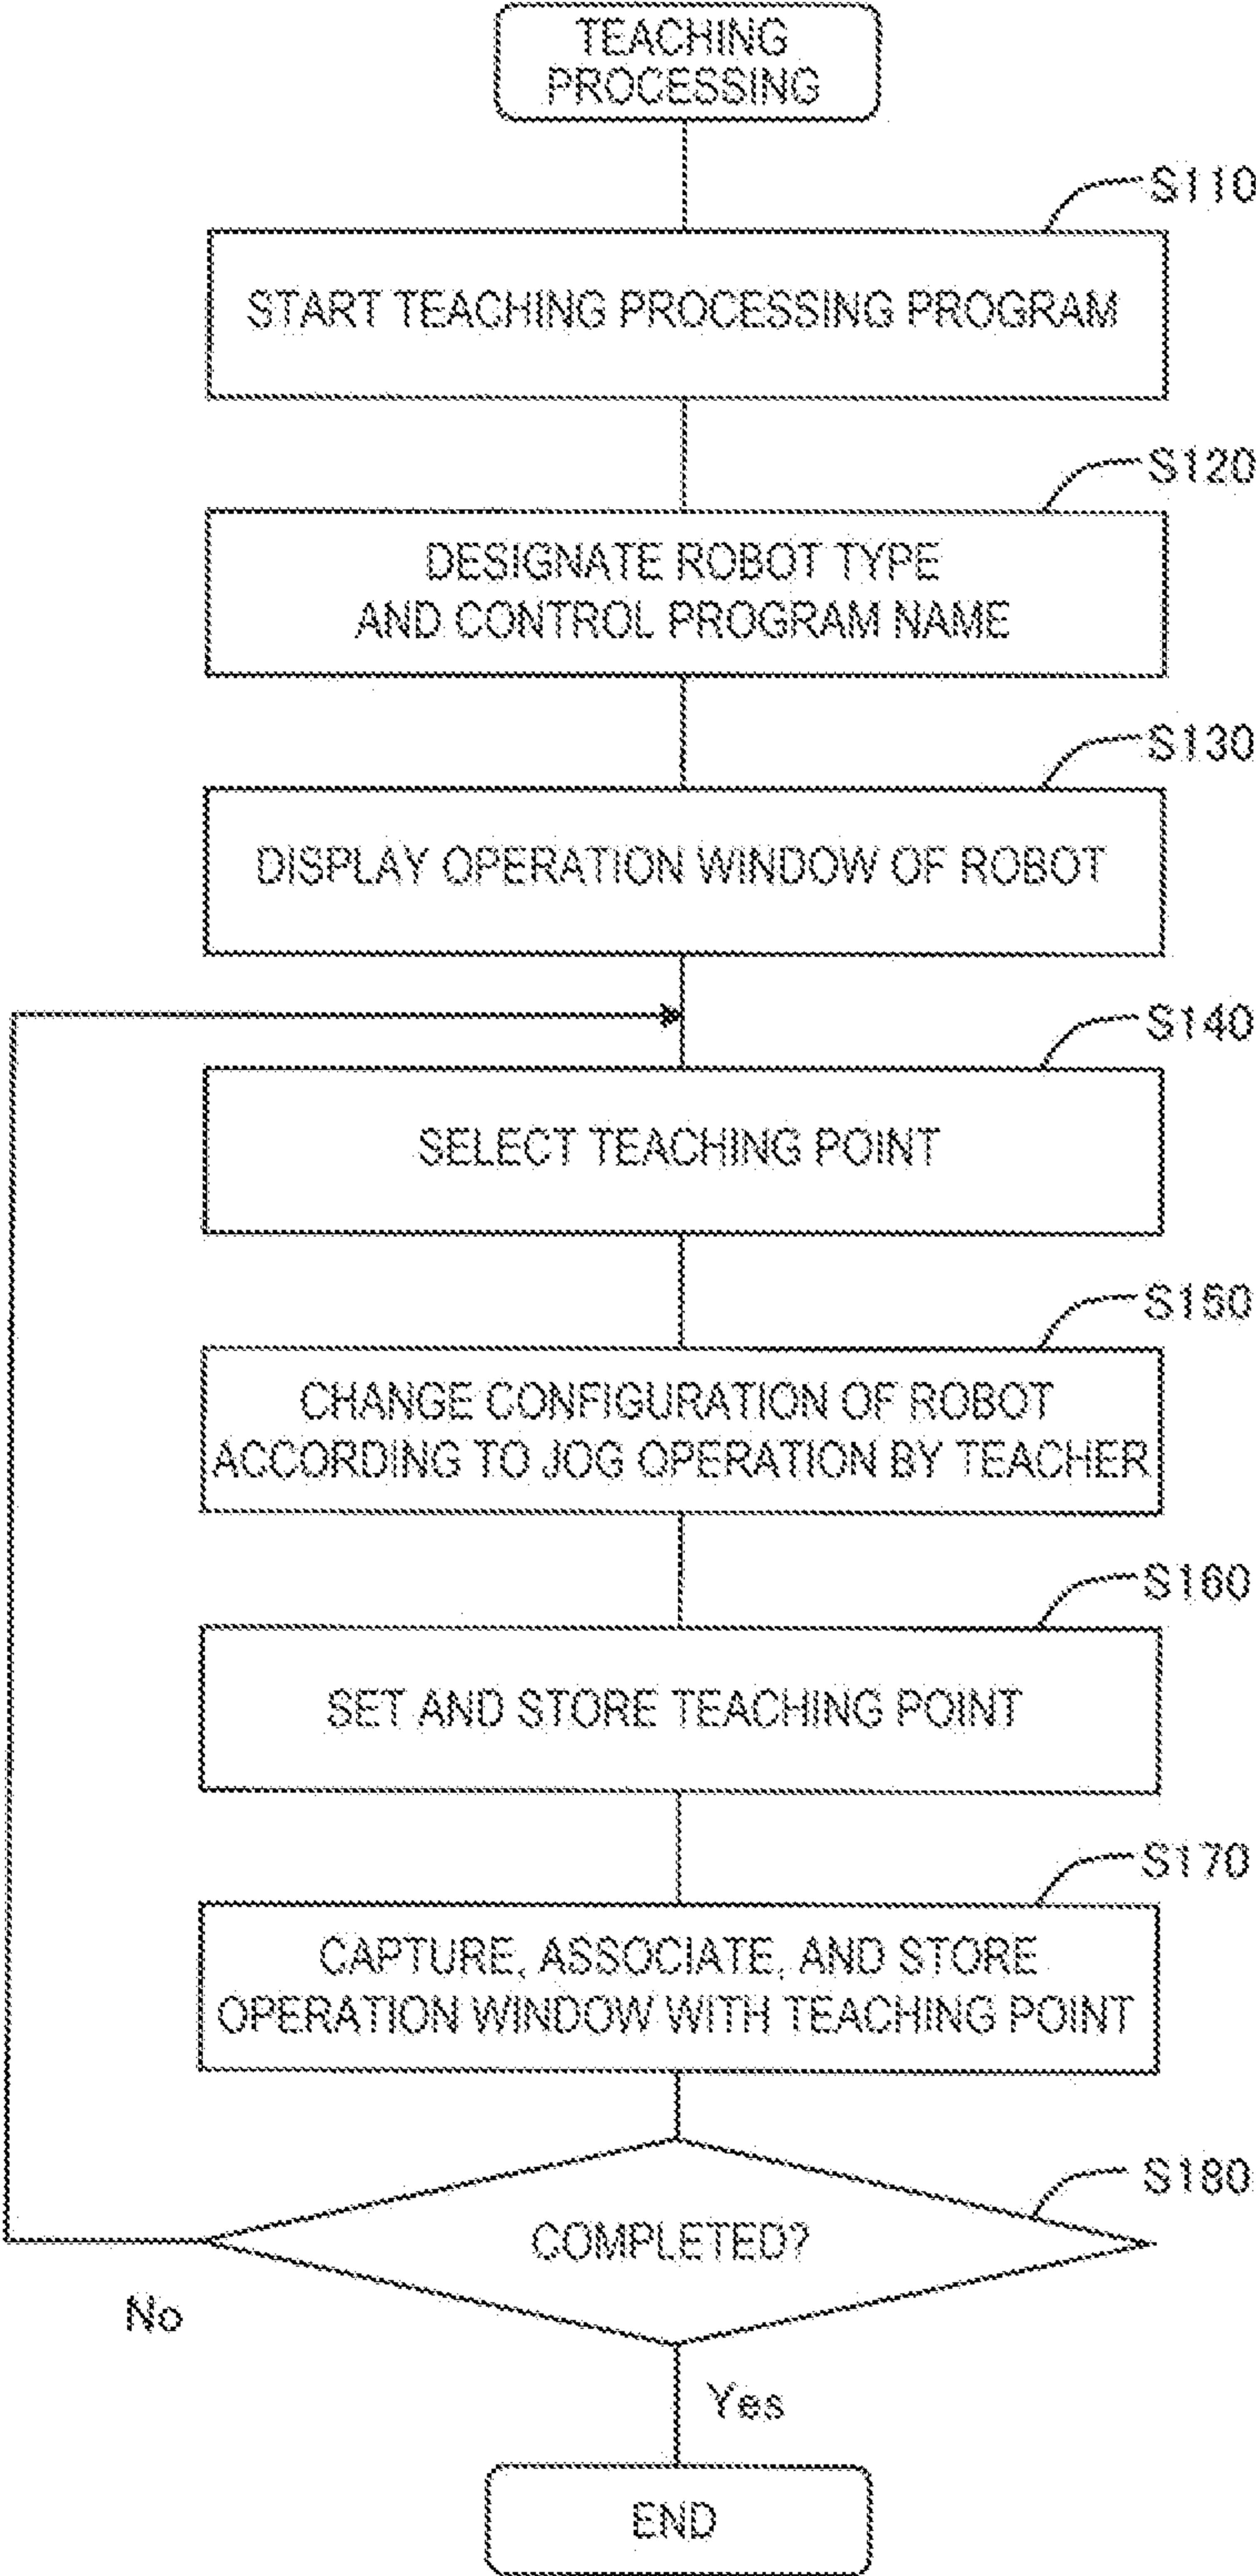 TEACHING
PROCESSING
S110
START TEACHING PROCESSING PROGRAM
S120
DESIGNATE ROBOT TYPE
AND CONTROL PROGRAM NAME
S130
DISPLAY OPERATION WINDOW OF ROBOT
S140
SELECT TEACHING POINT
S150
CHANGE CONFIGURATION OF ROBOT
ACCORDING TO JOG OPERATION BY TEACHER
S160
SET AND STORE TEACHING POINT
S170
CAPTURE, ASSOCIATE, AND STORE
OPERATION WINDOW WITH TEACHING POINT
S180
COMPLETED?
No
Yes
END